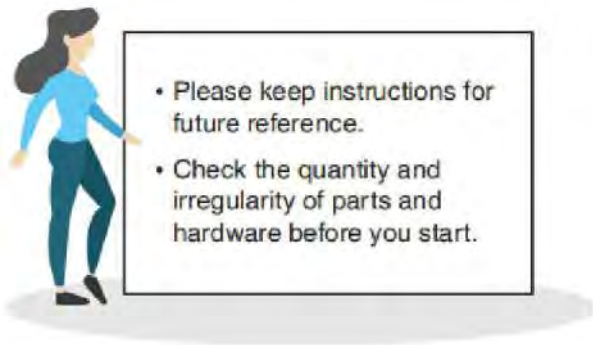 • Please keep instructions for
future reference.
• Check the quantity and
irregularity of parts and
hardware before you start.